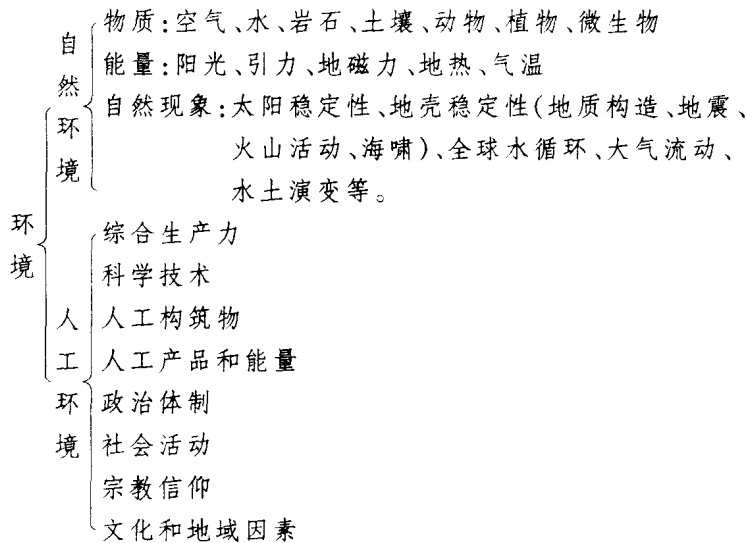 环境
自然环境
物质:空气、水、岩石、土壤、动物、植物、微生物
能量:阳光、引力、地磁力、地热、气温
自然现象:太阳稳定性、地壳稳定性(地质构造、地震、
火山活动、海啸)、全球水循环、大气流动、
水土演变等。
人工环境
综合生产力
科学技术
人工构筑物
人工产品和能量
政治体制
社会活动
宗教信仰
文化和地域因素